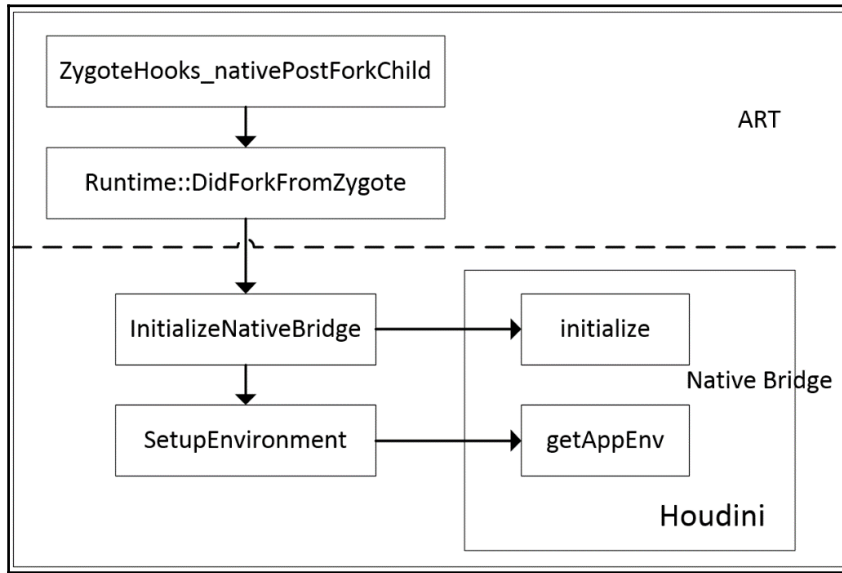 ZygoteHooks_nativePostForkChild
ART
Runtime::DidForkFromZygote
InitializeNativeBridge
initialize
Native Bridge
SetupEnvironment
getAppEnv
Houdini